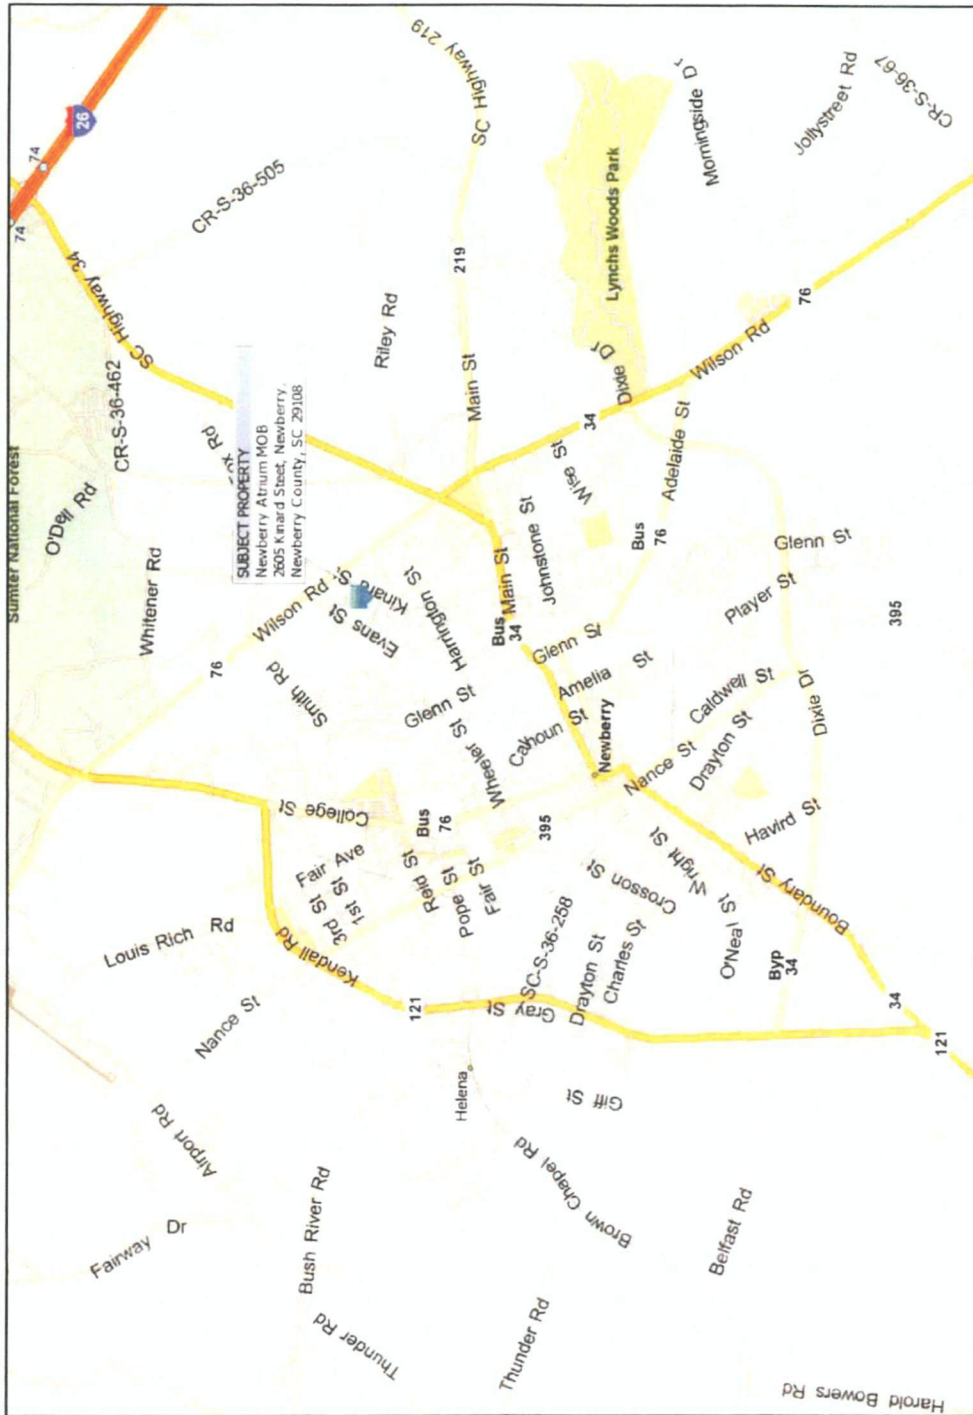 SC Highway 219
26
74
74
CR-S-36-67
Jollystreet Rd
Morningside Dr
CR-S-36-505
SC Highway 34
219
Lynchs Woods Park
Riley Rd
76
SC Highway 219
Main St
Dixie Dr
Wilson Rd
CR-S-36-462
Sumter National Forest
O'Dell Rd
SUBJECT PROPERTY
Newberry Atrium MOB
2605 Kinard Steet, Newberry,
Newberry County, SC 29108
Rd
34
Wise St
Adelaide St
Whitener Rd
Wilson Rd
Kinard St
Evans St
Harrington St
Main St
Johnstone St
Bus
76
Glenn St
Player St
395
76
Smith Rd
Glenn St
Bus
34
Glenn St
Amelia St
Caldwell St
Wheeler St
Calhoun St
Newberry
Nance St
Drayton St
Dixie Dr
College St
Bus
76
395
Havird St
Fair Ave
Reid St
Pope St
Fair St
1st St
3rd St
Crosson St
Wright St
Boundary St
Louis Rich Rd
Kendall Rd
SC-S-36-258
Drayton St
Charles St
O'Neal St
Byp
34
34
Nance St
121
Gray St
121
Helena
Giff St
Airport Rd
Brown Chapel Rd
Fairway Dr
Bush River Rd
Belfast Rd
Thunder Rd
Thunder Rd
Harold Bowers Rd